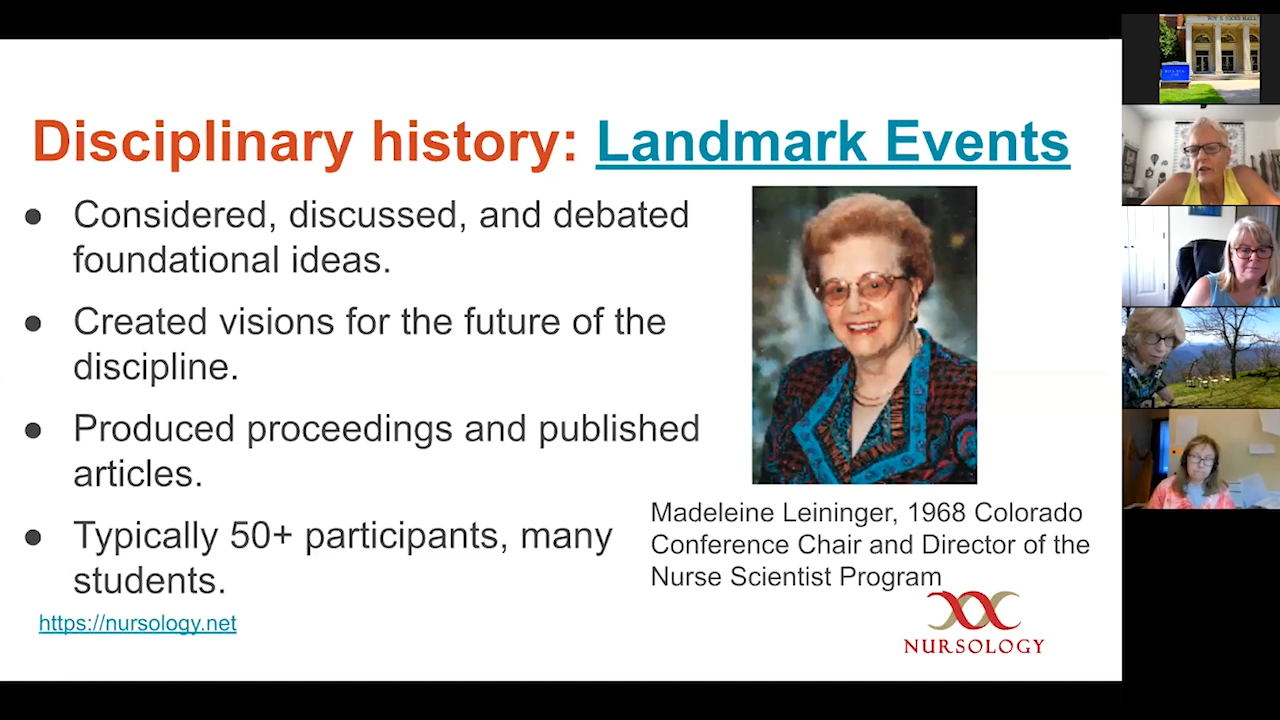 Disciplinary history: Landmark Events
● Considered, discussed, and debated
foundational ideas.
● Created visions for the future of the
discipline.
● Produced proceedings and published
articles.
● Typically 50+ participants, many
students.
https://nursology.net
Madeleine Leininger, 1968 Colorado
Conference Chair and Director of the
Nurse Scientist Program
NURSOLOGY